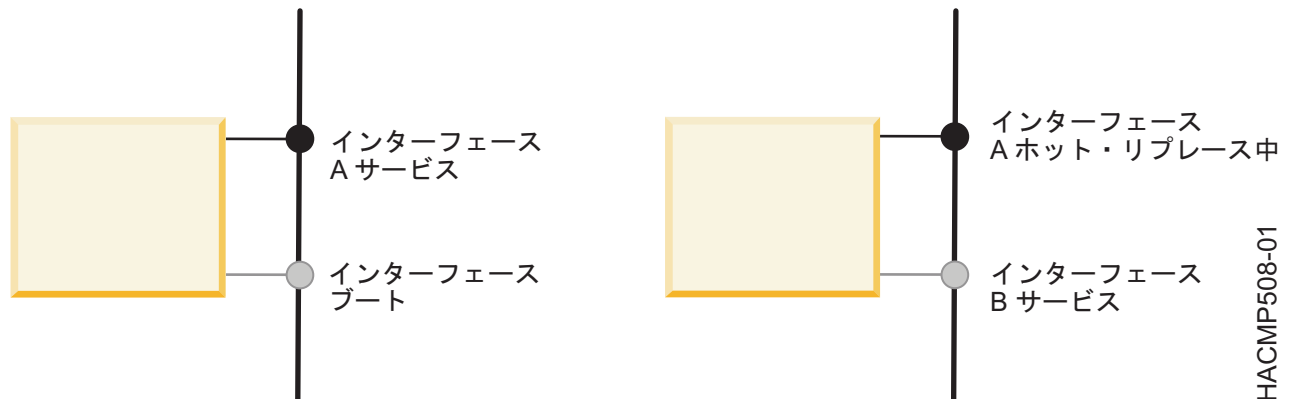 インターフェース
A サービス
インターフェース
ブート
インターフェース
A ホット・リプレース中
インターフェース
B サービス
HACMP508-01